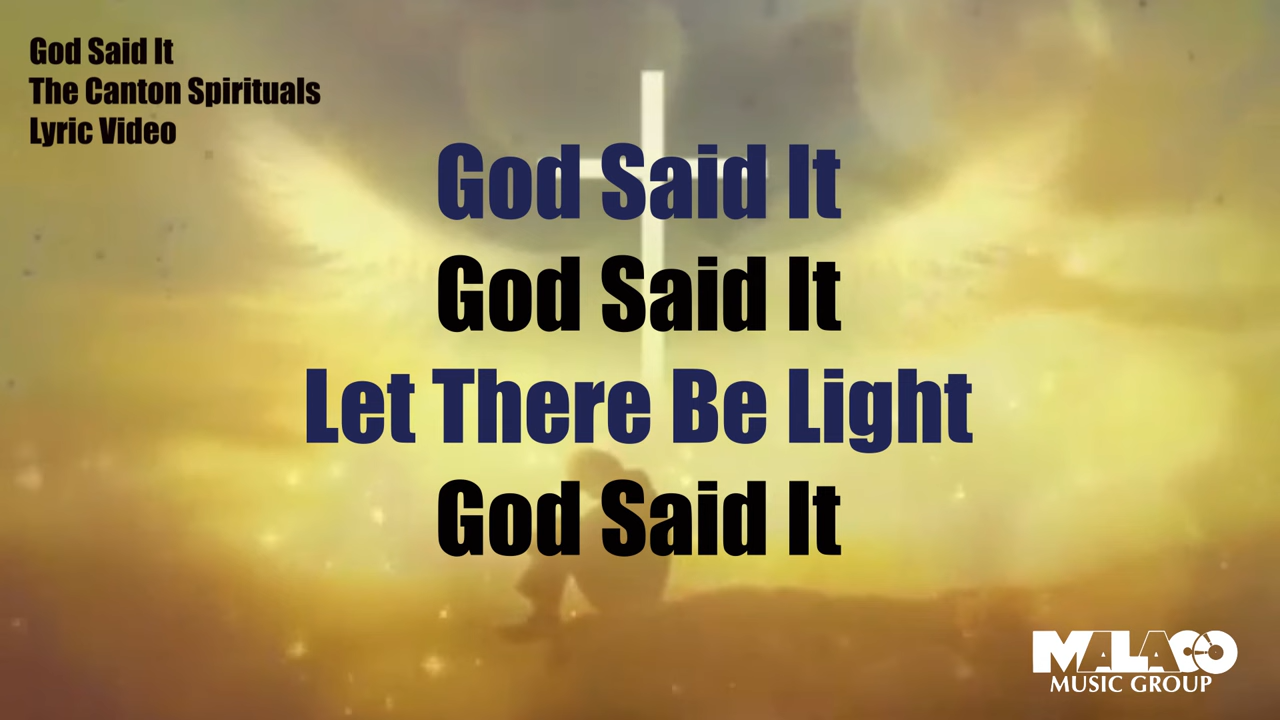 God Said It
The Canton Spirituals
Lyric Video
God Said It
God Said It
Let There Be Light
God Said It
MALACO
MUSIC GROUP